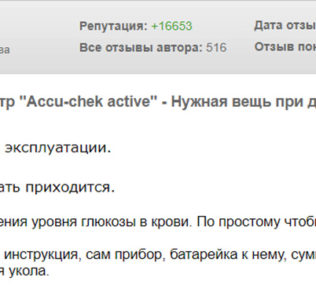 Репутация: +16653 Дата отзы
ва Все отзывы автора: 516 Отзыв пон
тр "Accu-chek active" - Нужная вещь при д
эксплуатации.
ать приходится.
ения уровня глюкозы в крови. По простому чтоб
инструкция, сам прибор, батарейка к нему, сум
я укола.